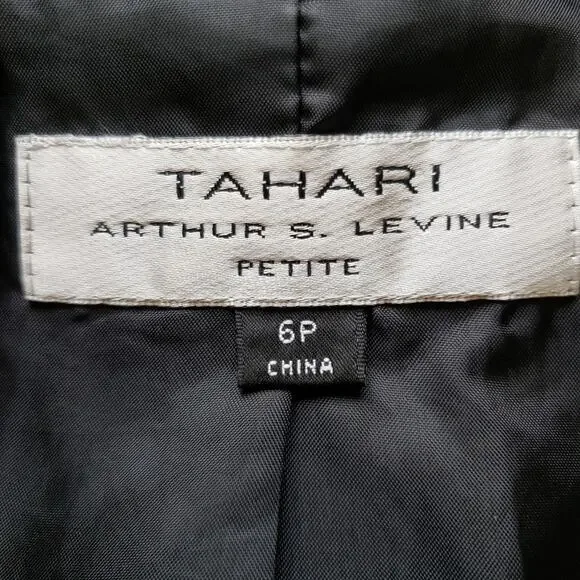 TAHARI
ARTHUR S. LEVINE
PETITE
6P
CHINA